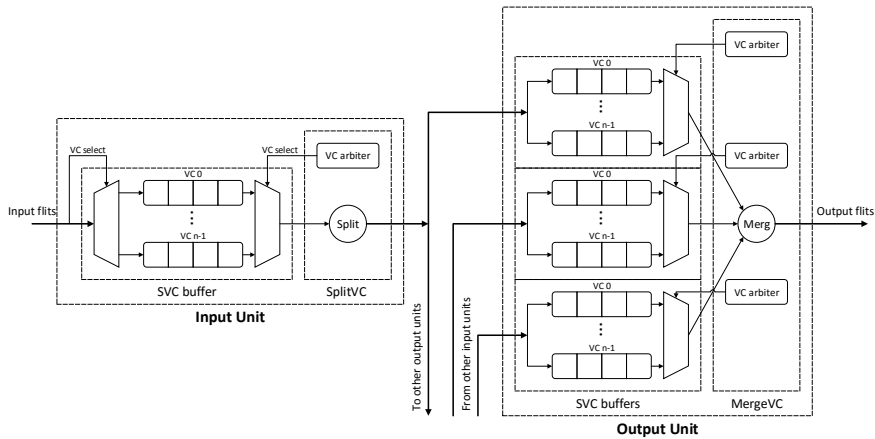 VC select
VC select
VC arbiter
Input flits
VC 0
VC n-1
Split
SVC buffer
SplitVC
Input Unit
To other output units
From other input units
VC 0
VC n-1
VC arbiter
VC 0
VC n-1
VC arbiter
Merg
Output flits
VC 0
VC n-1
VC arbiter
SVC buffers
MergeVC
Output Unit